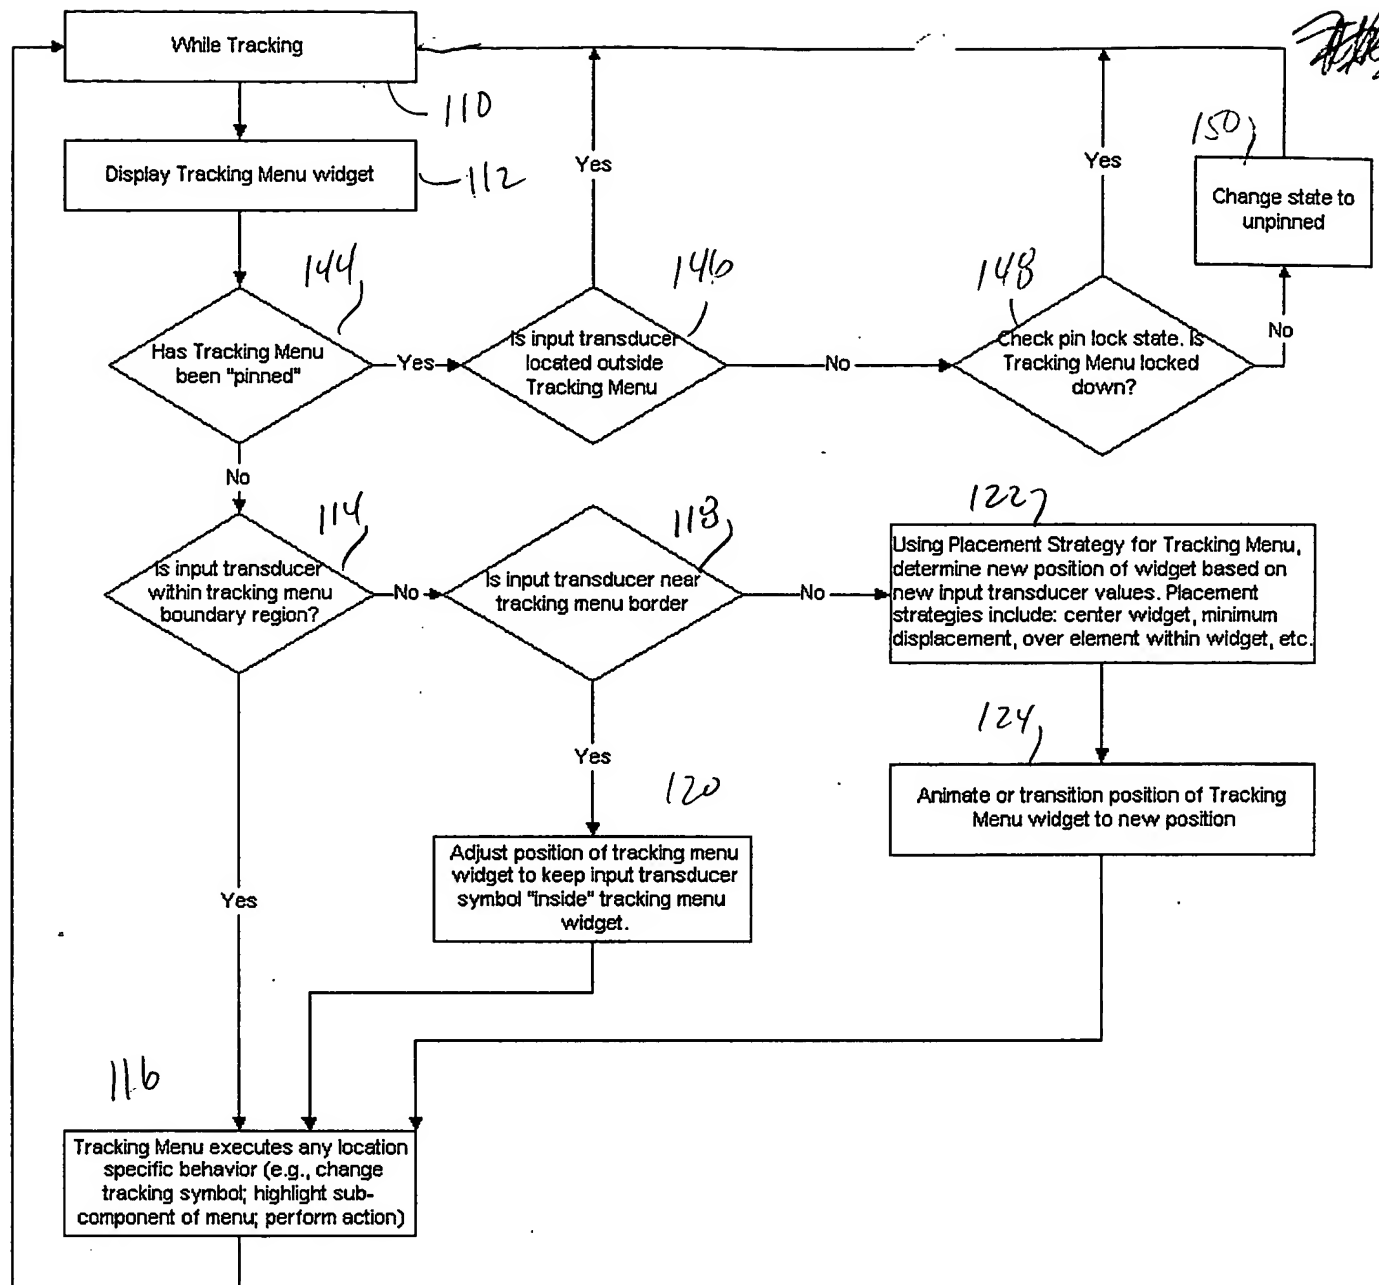 While Tracking
110
Display Tracking Menu widget
112
Yes
Yes
150
Change state to
unpinned
144
146
148
Has Tracking Menu
been "pinned"
Yes
Is input transducer
located outside
Tracking Menu
No
Check pin lock state. Is
Tracking Menu locked
down?
No
No
114
Is input transducer
within tracking menu
boundary region?
No
118
Is input transducer near
tracking menu border
No
122
Using Placement Strategy for Tracking Menu,
determine new position of widget based on
new input transducer values. Placement
strategies include: center widget, minimum
displacement, over element within widget, etc.
Yes
124
Animate or transition position of Tracking
Menu widget to new position
120
Adjust position of tracking menu
widget to keep input transducer
symbol "inside" tracking menu
widget.
Yes
116
Tracking Menu executes any location
specific behavior (e.g., change
tracking symbol; highlight sub-
component of menu; perform action)